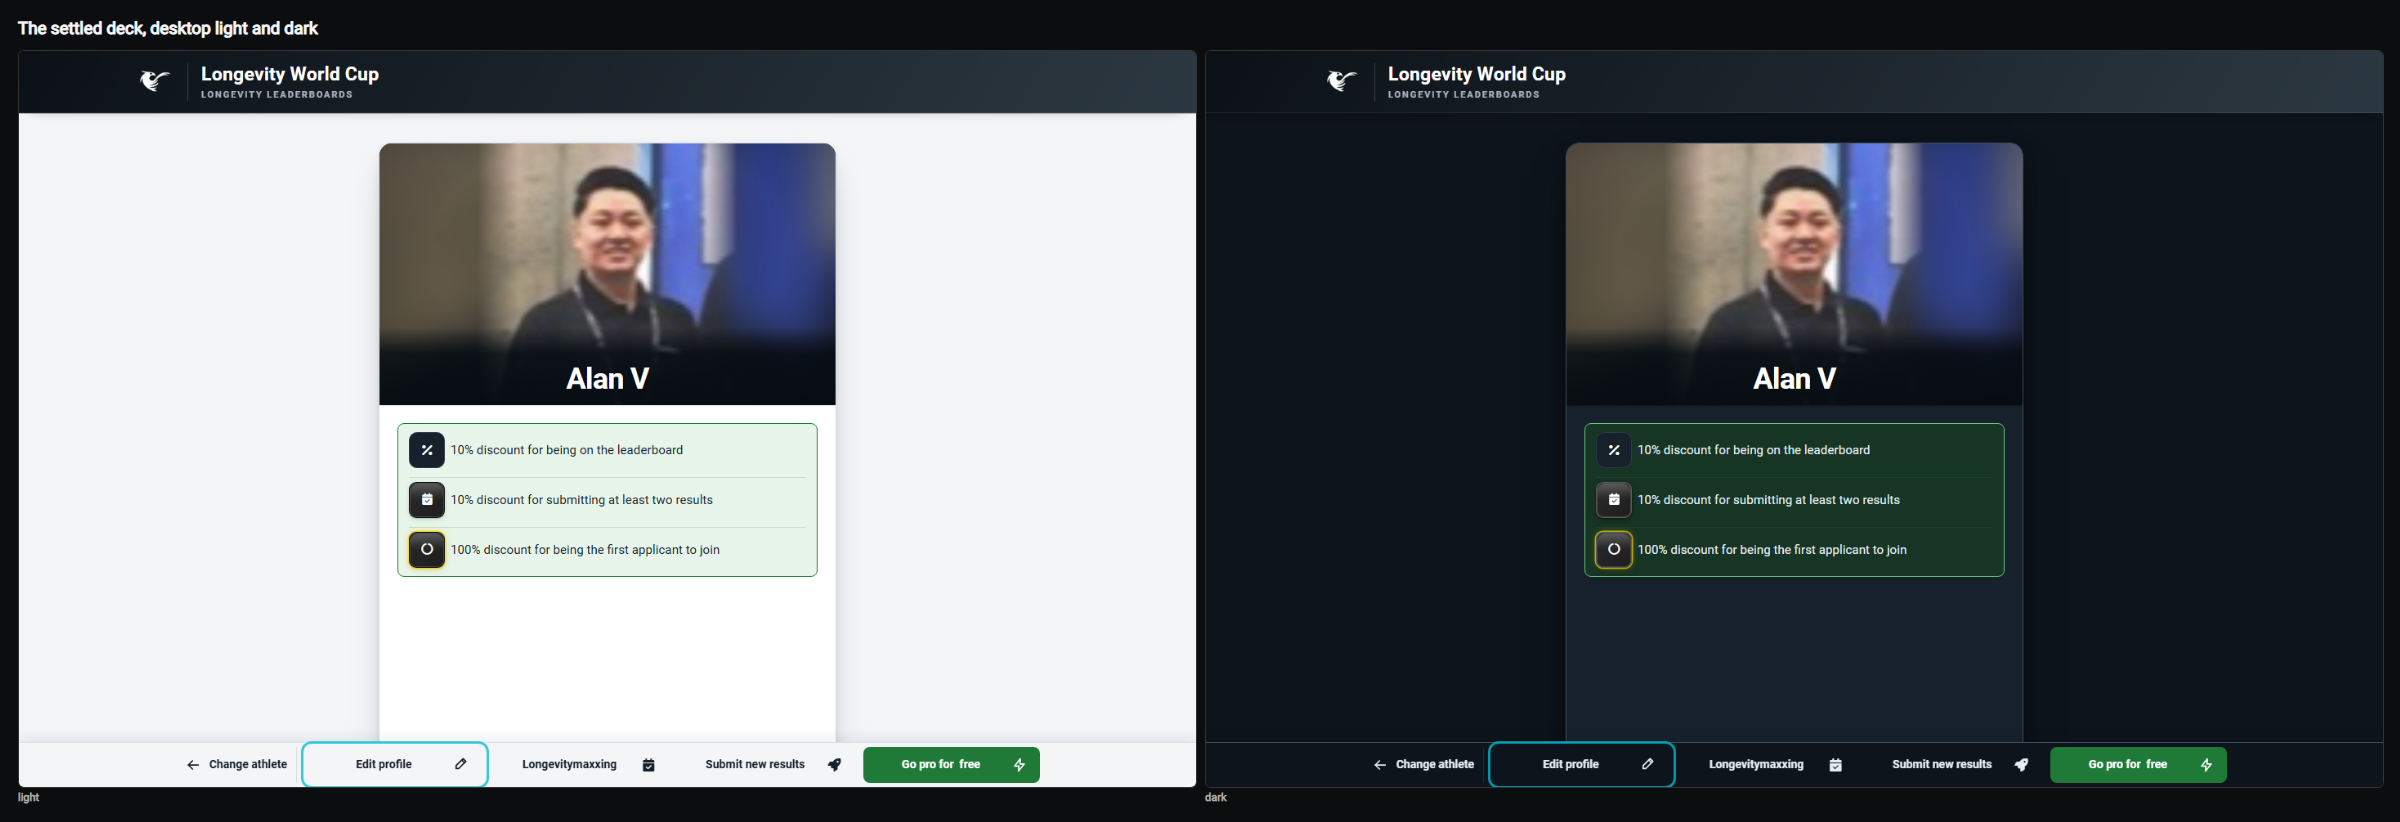 The settled deck, desktop light and dark
Longevity World Cup
LONGEVITY LEADERBOARDS
Alan V
10% discount for being on the leaderboard
10% discount for submitting at least two results
100% discount for being the first applicant to join
Change athlete
Edit profile
Longevitymaxxing
Submit new results
Go pro for free
light
Longevity World Cup
LONGEVITY LEADERBOARDS
Alan V
10% discount for being on the leaderboard
10% discount for submitting at least two results
100% discount for being the first applicant to join
Change athlete
Edit profile
Longevitymaxxing
Submit new results
Go pro for free
dark